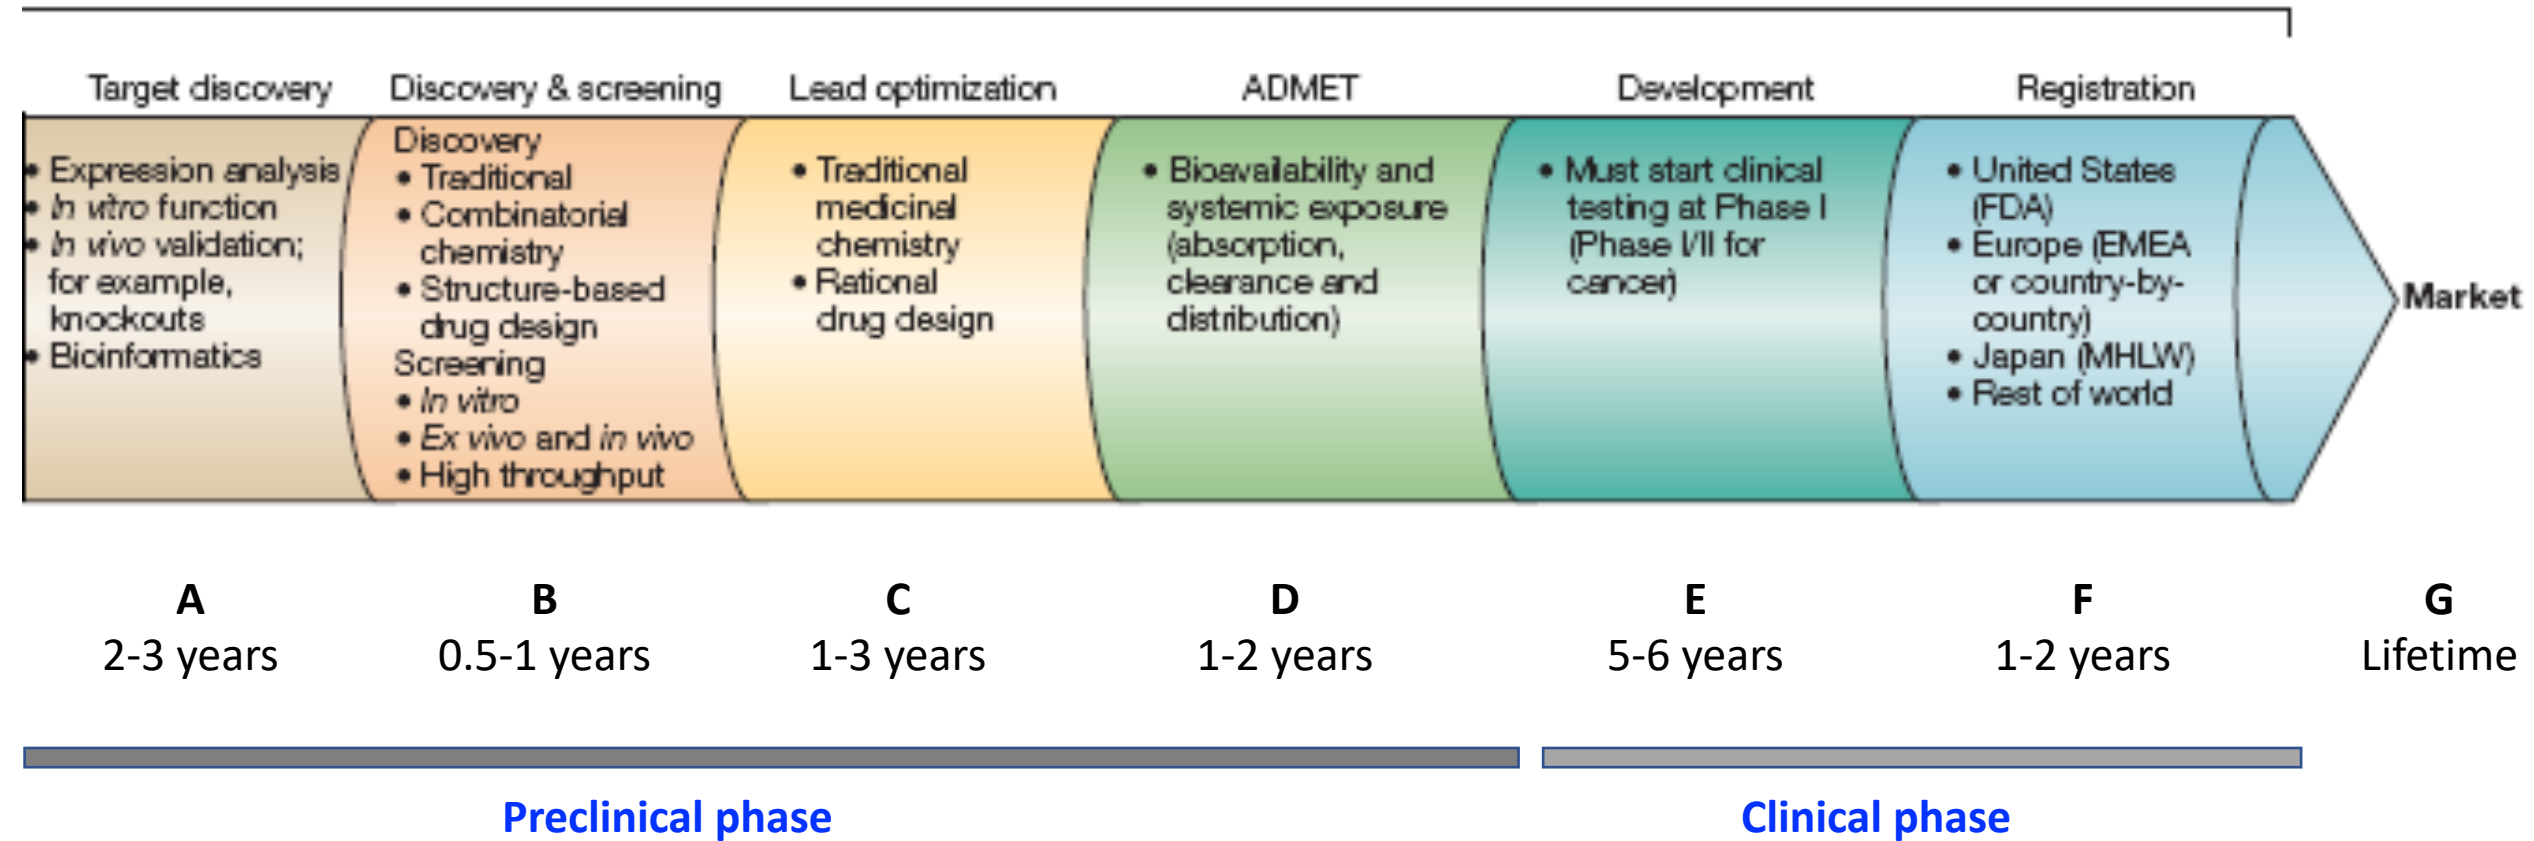 Target discovery
• Expression analysis
• In vitro function
• In vivo validation;
for example,
knockouts
• Bioinformatics
Discovery & screening
Discovery
• Traditional
• Combinatorial
chemistry
• Structure-based
drug design
Screening
• In vitro
• Ex vivo and in vivo
• High throughput
Lead optimization
• Traditional
medicinal
chemistry
• Rational
drug design
ADMET
• Bioavailability and
systemic exposure
(absorption,
clearance and
distribution)
Development
• Must start clinical
testing at Phase I
(Phase I/II for
cancer)
Registration
• United States
(FDA)
• Europe (EMEA
or country-by-
country)
• Japan (MHLW)
• Rest of world
Market
A
2-3 years
B
0.5-1 years
C
1-3 years
D
1-2 years
E
5-6 years
F
1-2 years
G
Lifetime
Preclinical phase
Clinical phase